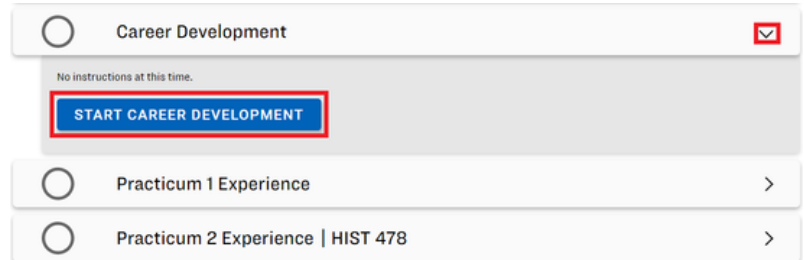 Career Development
No instructions at this time.
START CAREER DEVELOPMENT
Practicum 1 Experience
Practicum 2 Experience | HIST 478